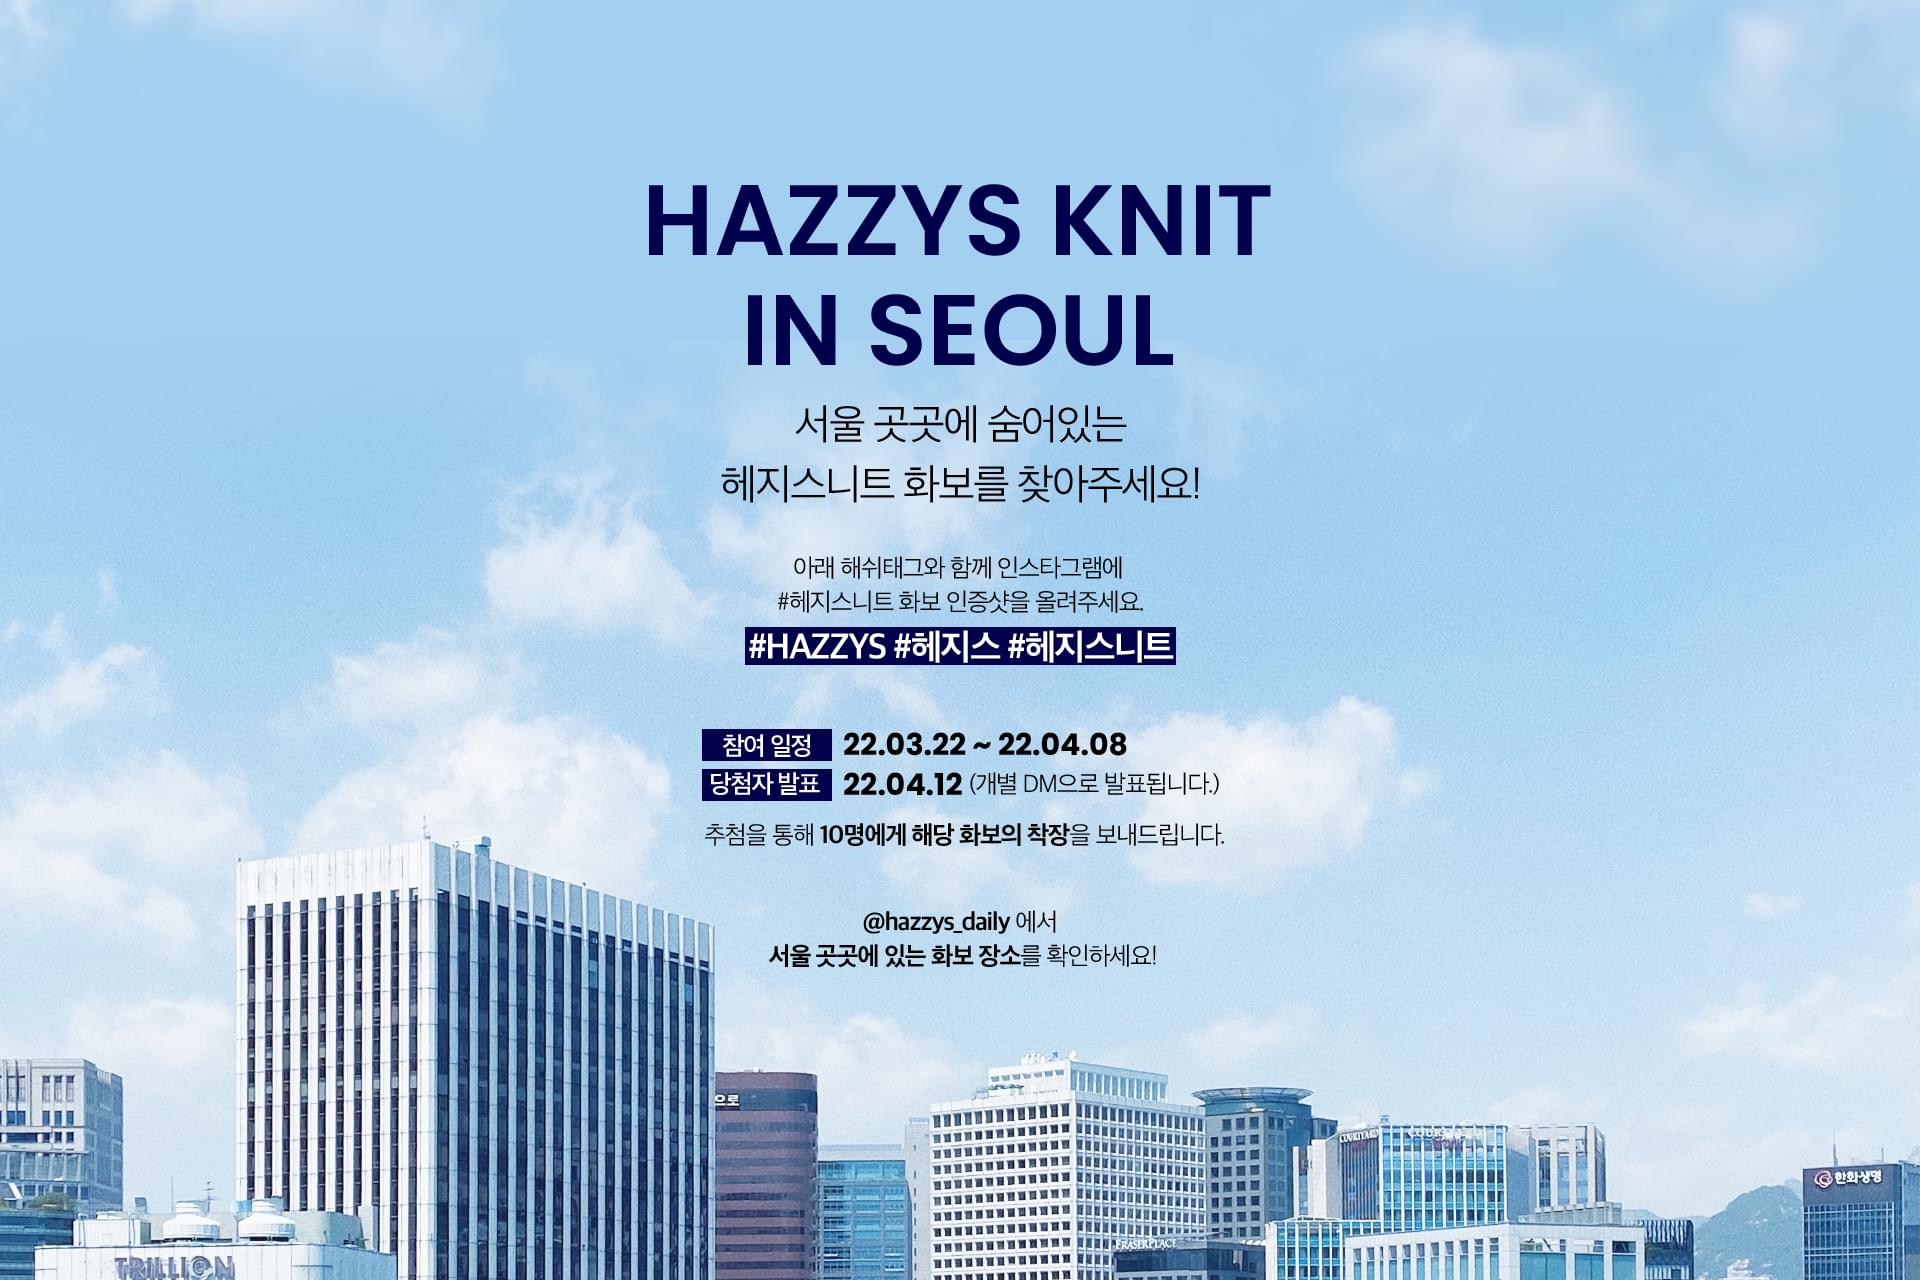 HAZZYS KNIT
IN SEOUL
서울 곳곳에 숨어있는
헤지스니트 화보를 찾아주세요!
아래 해쉬태그와 함께 인스타그램에
#헤지스니트 화보 인증샷을 올려주세요.
#HAZZYS #헤지스 #헤지스니트
참여 일정 22.03.22 ~ 22.04.08
당첨자 발표 22.04.12 (개별 DM으로 발표됩니다.)
추첨을 통해 10명에게 해당 화보의 착장을 보내드립니다.
@hazzys_daily 에서
서울 곳곳에 있는 화보 장소를 확인하세요!
으로
COURTYARD
한화생명
FRASER PLACE
TRILLION